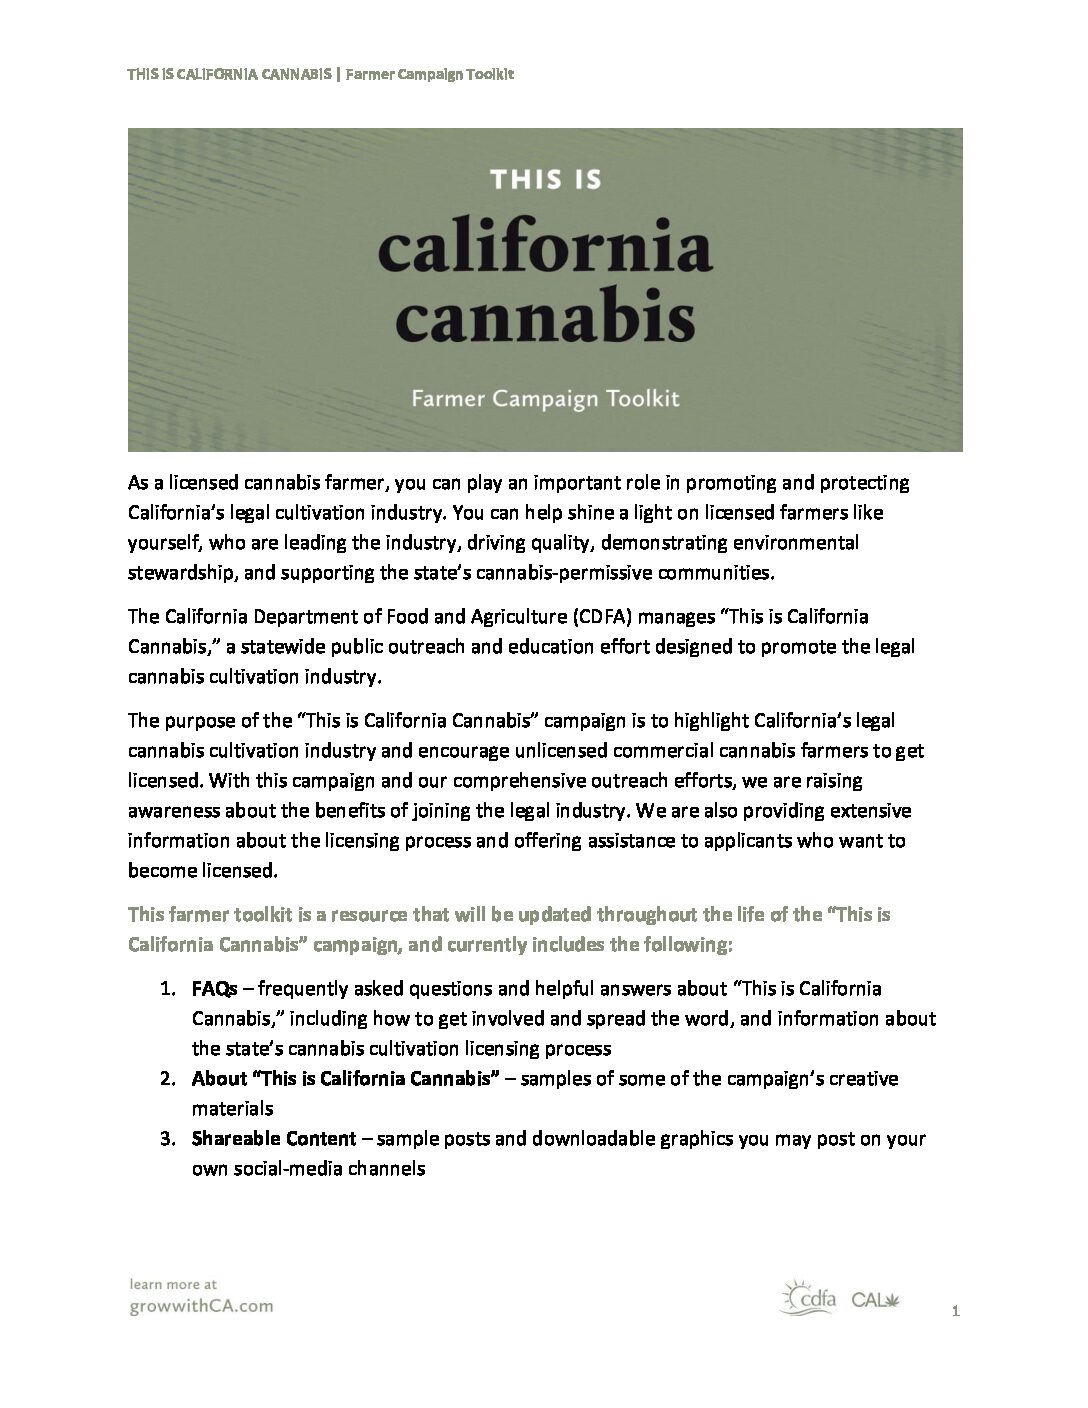 THIS IS CALIFORNIA CANNABIS | Farmer Campaign Toolkit
THIS IS
california
cannabis
Farmer Campaign Toolkit
As a licensed cannabis farmer, you can play an important role in promoting and protecting
California’s legal cultivation industry. You can help shine a light on licensed farmers like
yourself, who are leading the industry, driving quality, demonstrating environmental
stewardship, and supporting the state’s cannabis-permissive communities.
The California Department of Food and Agriculture (CDFA) manages “This is California
Cannabis,” a statewide public outreach and education effort designed to promote the legal
cannabis cultivation industry.
The purpose of the “This is California Cannabis” campaign is to highlight California’s legal
cannabis cultivation industry and encourage unlicensed commercial cannabis farmers to get
licensed. With this campaign and our comprehensive outreach efforts, we are raising
awareness about the benefits of joining the legal industry. We are also providing extensive
information about the licensing process and offering assistance to applicants who want to
become licensed.
This farmer toolkit is a resource that will be updated throughout the life of the “This is
California Cannabis” campaign, and currently includes the following:
1. FAQs – frequently asked questions and helpful answers about “This is California
Cannabis,” including how to get involved and spread the word, and information about
the state’s cannabis cultivation licensing process
2. About “This is California Cannabis” – samples of some of the campaign’s creative
materials
3. Shareable Content – sample posts and downloadable graphics you may post on your
own social-media channels
learn more at
growwithCA.com
cdfa CAL
1